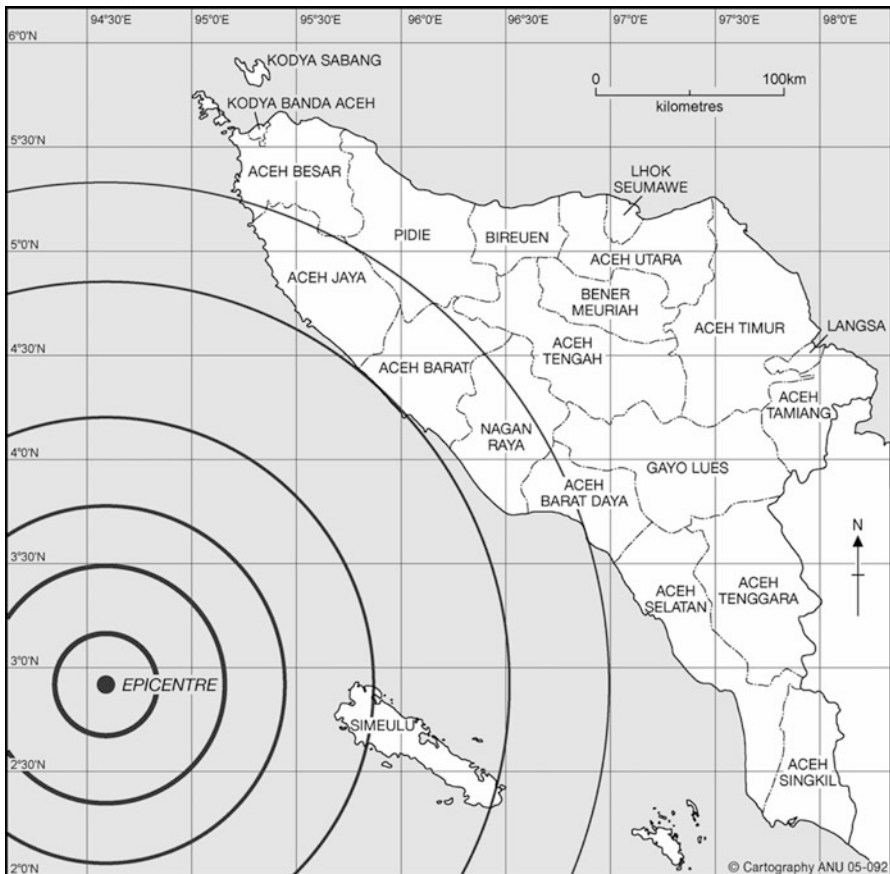 94°30'E 95°0'E 95°30'E 96°0'E 96°30'E 97°0'E 97°30'E 98°0'E
6°0'N
KODYA SABANG
0 100km
kilometres
KODYA BANDA ACEH
5°30'N
ACEH BESAR
LHOK
SEUMAWE
PIDIE
BIREUEN
5°0'N
ACEH UTARA
ACEH JAYA
BENER
MEURIAH
ACEH TIMUR
LANGSA
4°30'N
ACEH
TENGAH
ACEH BARAT
ACEH
TAMIANG
NAGAN
RAYA
4°0'N
GAYO LUES
ACEH
BARAT DAYA
N
3°30'N
ACEH
SELATAN
ACEH
TENGGARA
3°0'N
EPICENTRE
SIMEULU
2°30'N
ACEH
SINGKIL
2°0'N
© Cartography ANU 05-092